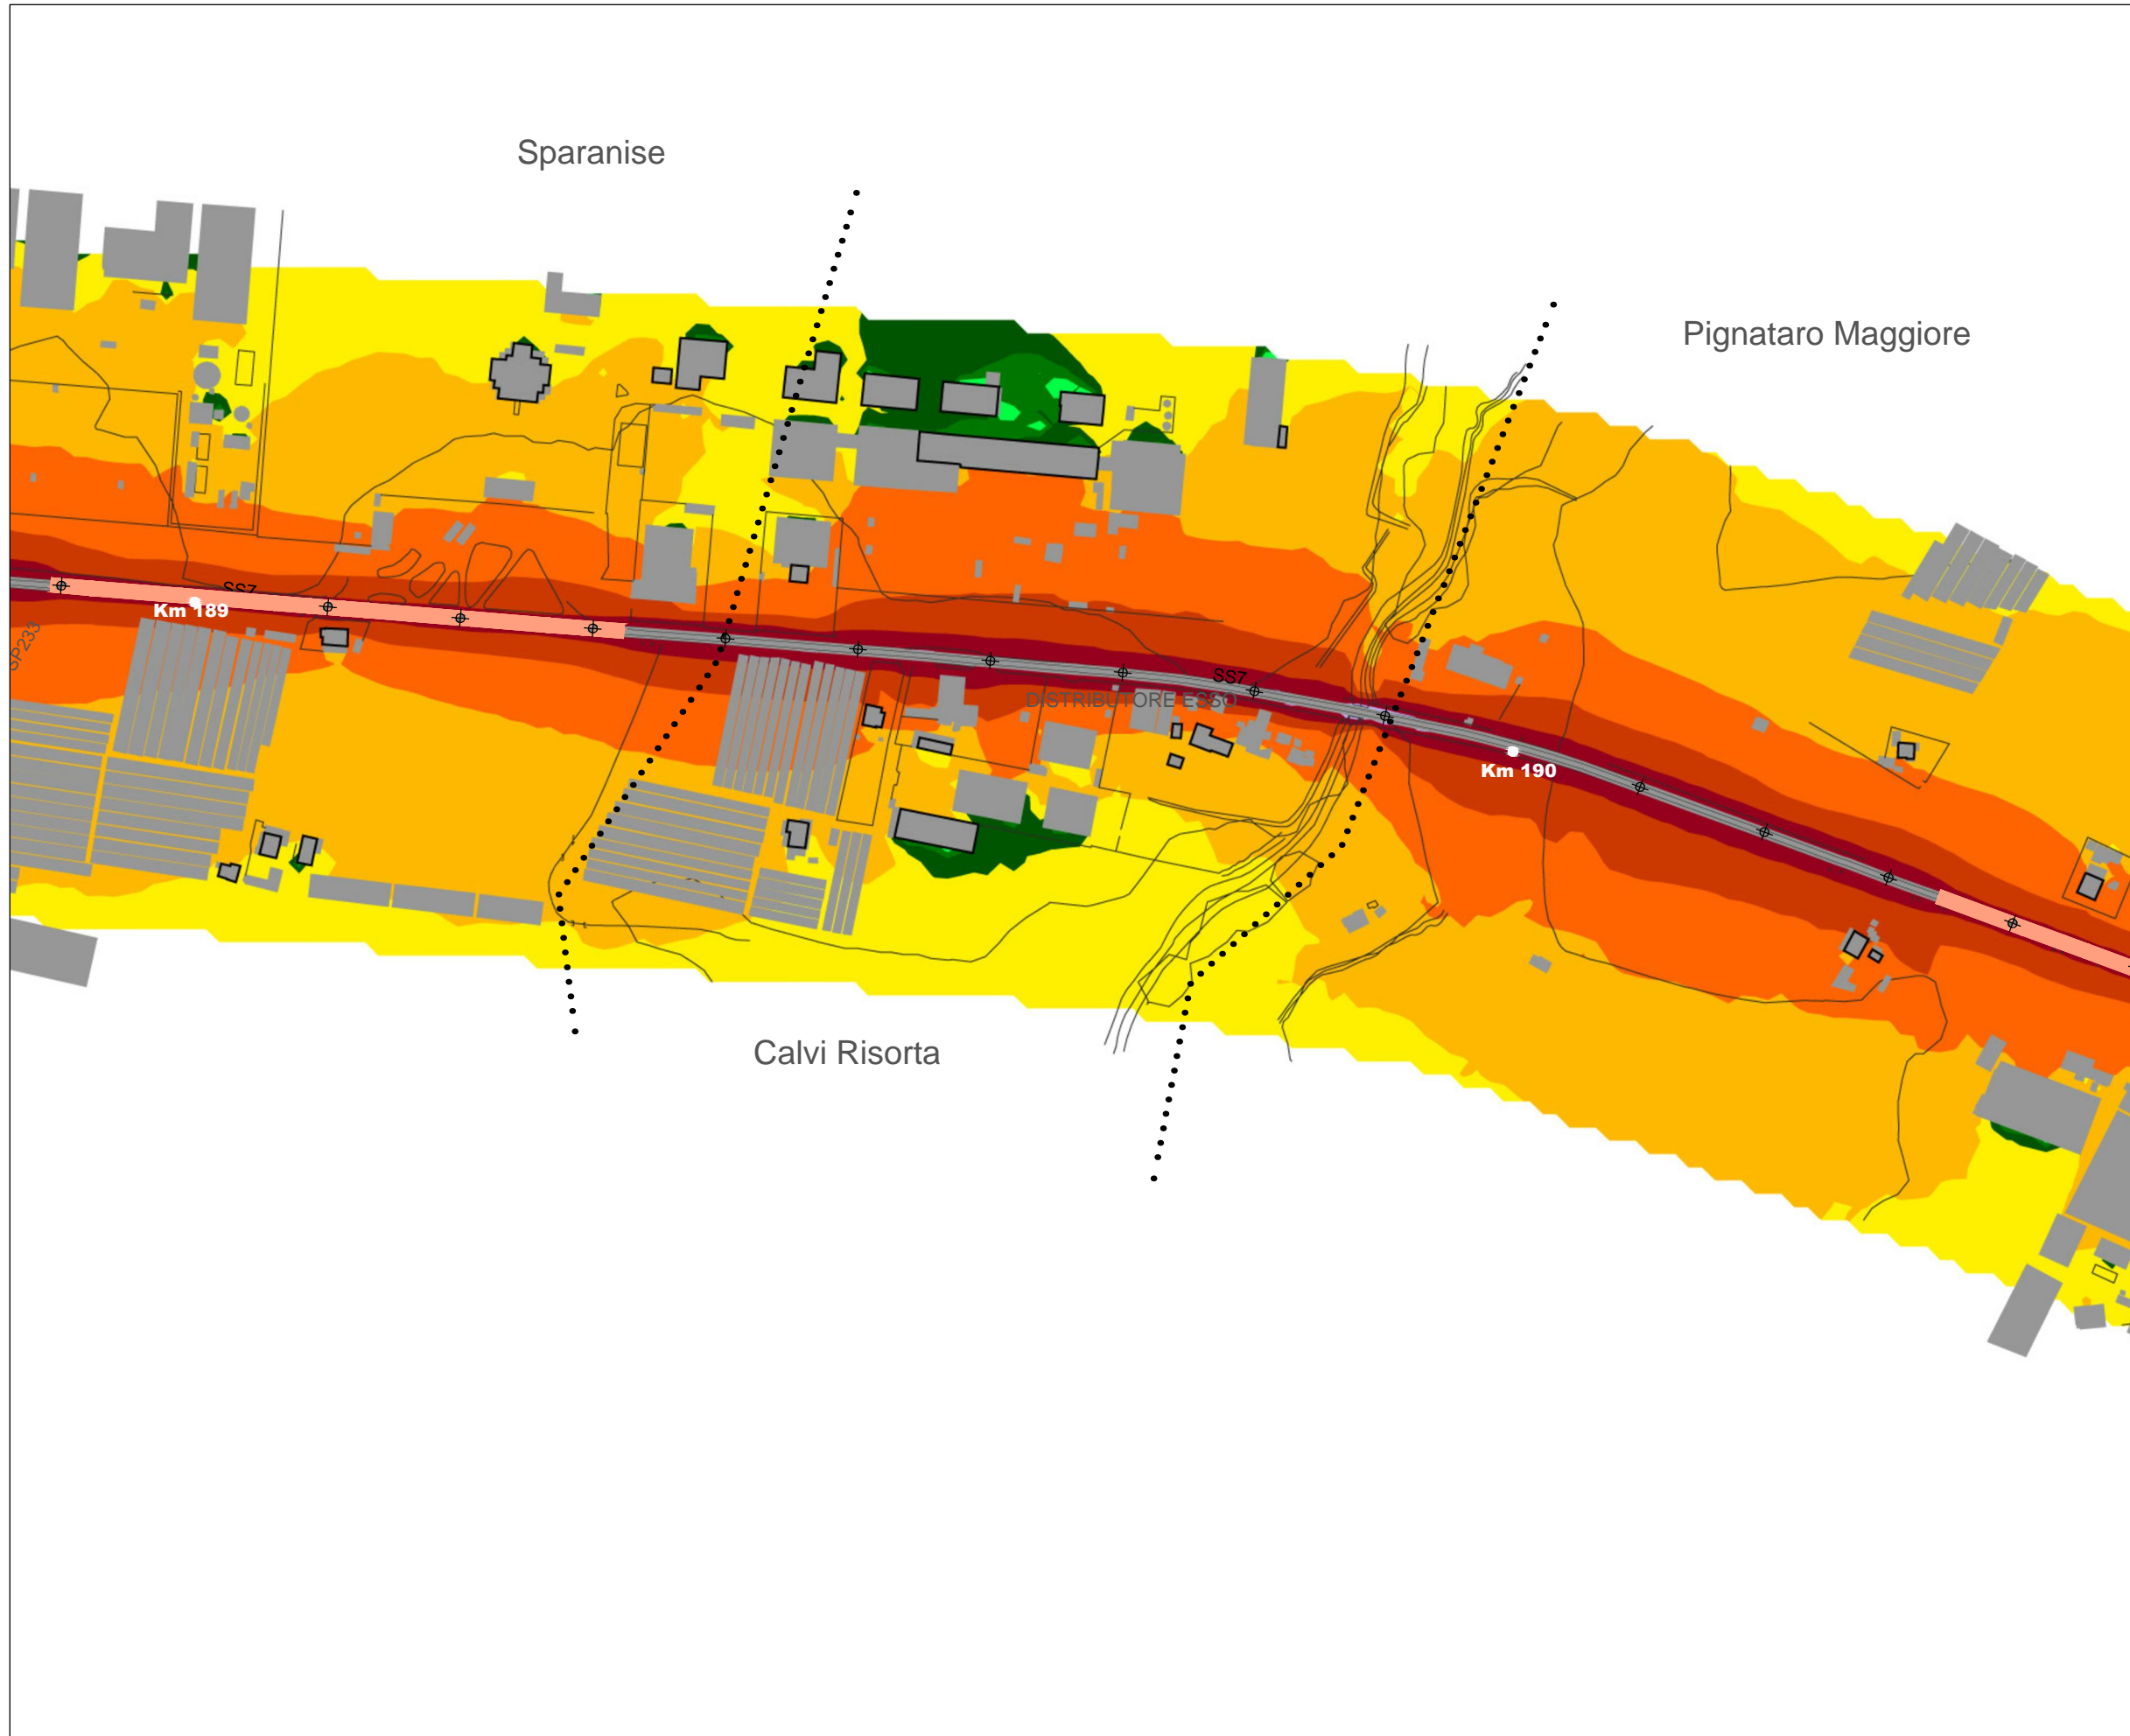 Sparanise
Pignataro Maggiore
SS7
Km 189
SP233
SS7
DISTRIBUTORE ESSO
Km 190
Calvi Risorta